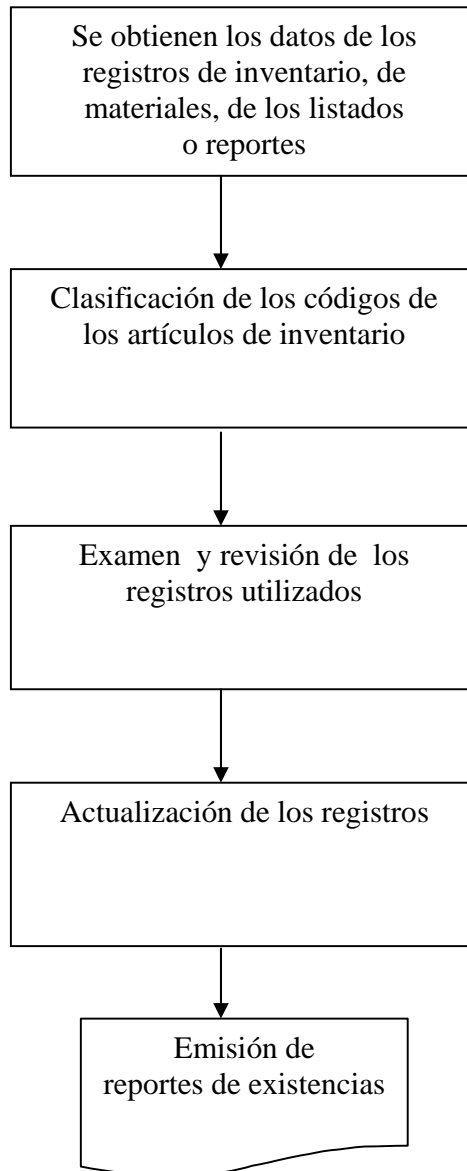 Se obtienen los datos de los
registros de inventario, de
materiales, de los listados
o reportes
Clasificación de los códigos de
los artículos de inventario
Examen y revisión de los
registros utilizados
Actualización de los registros
Emisión de
reportes de existencias